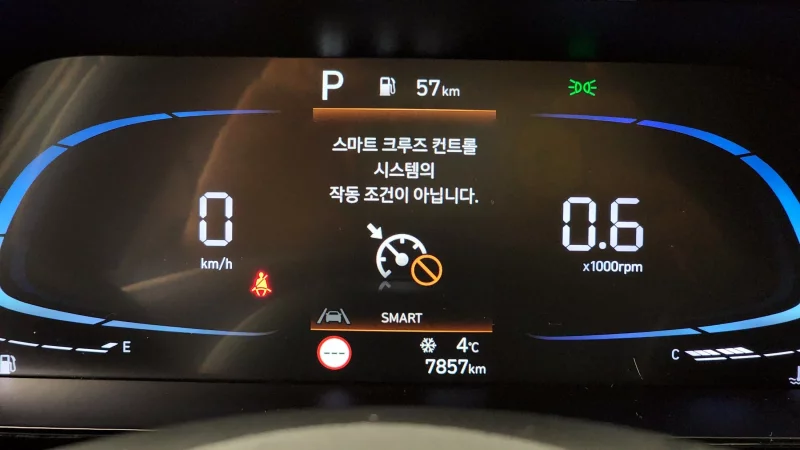 P 57km
스마트 크루즈 컨트롤
시스템의
작동 조건이 아닙니다.
0
km/h
0.6
x1000rpm
SMART
E
---
4℃
7857km
C